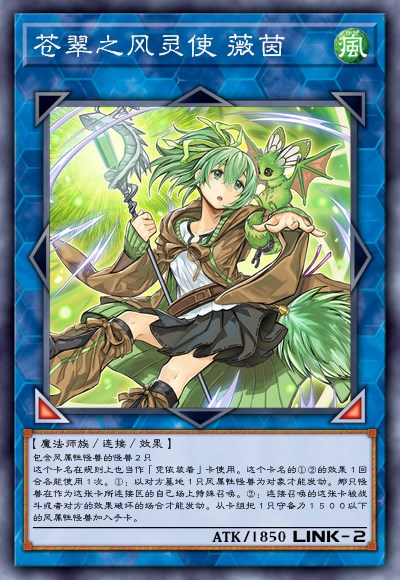 苍翠之风灵使 薇茵
風
【魔法师族／连接／效果】
包含风属性怪兽的怪兽2只
这个卡名在规则上也当作「凭依装着」卡使用。这个卡名的①②的效果1回
合各能使用1次。①：以对方墓地1只风属性怪兽为对象才能发动。那只怪
兽在作为这张卡所连接区的自己场上特殊召唤。②：连接召唤的这张卡被战
斗或者对方的效果破坏的场合才能发动。从卡组把1只守备力1500以下
的风属性怪兽加入手卡。
ATK/1850 LINK-2